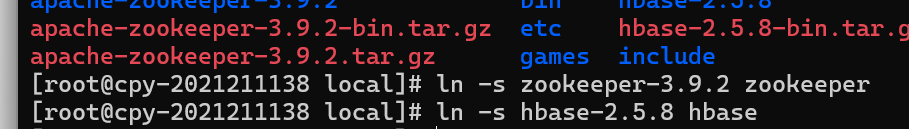 apache-zookeeper-3.9.2 bin hbase-2.5.8
apache-zookeeper-3.9.2-bin.tar.gz etc hbase-2.5.8-bin.tar.g
apache-zookeeper-3.9.2.tar.gz games include
[root@cpy-2021211138 local]# ln -s zookeeper-3.9.2 zookeeper
[root@cpy-2021211138 local]# ln -s hbase-2.5.8 hbase